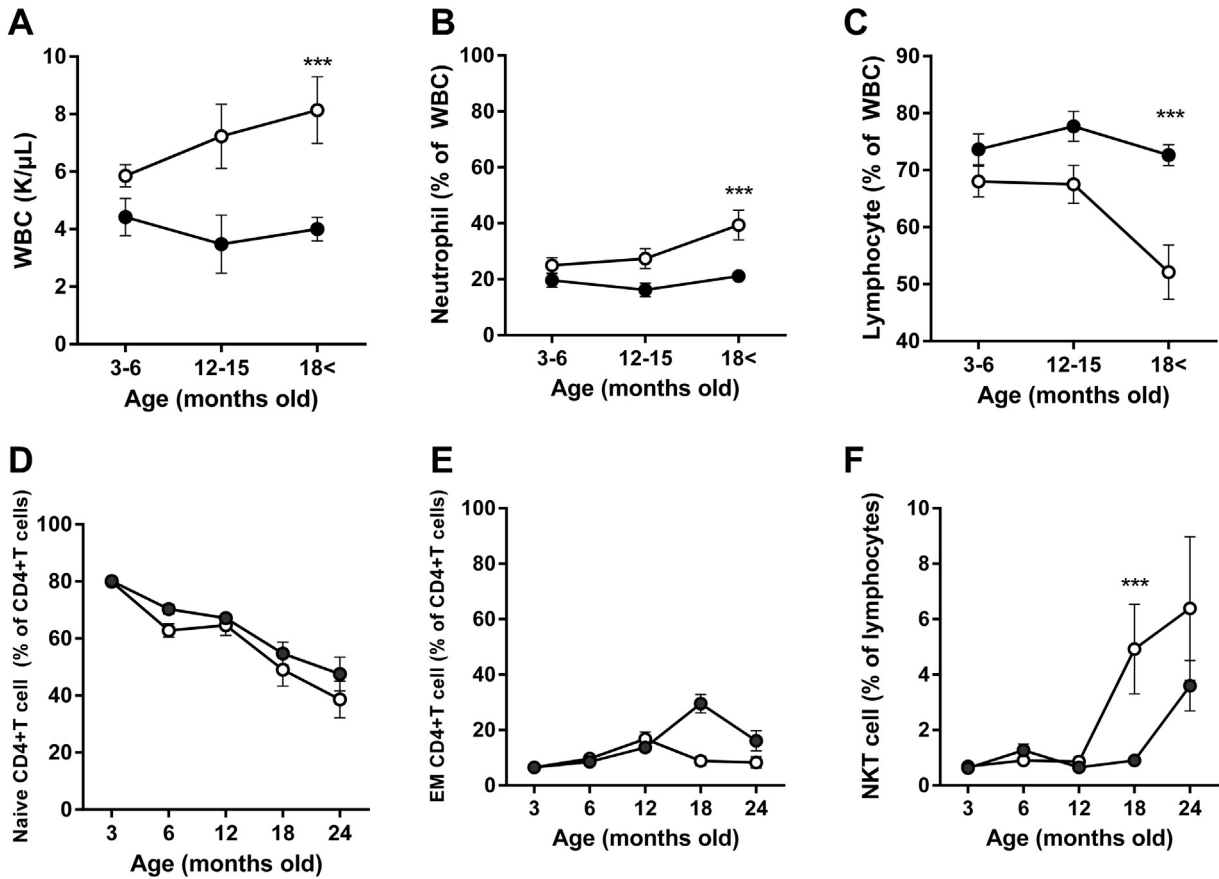 A
WBC (K/µL)
10
8
6
4
2
0
***
3-6 12-15 18<
Age (months old)
B
Neutrophil (% of WBC)
100
80
60
40
20
0
***
3-6 12-15 18<
Age (months old)
C
Lymphocyte (% of WBC)
90
80
70
60
50
40
***
3-6 12-15 18<
Age (months old)
D
Naive CD4+T cell (% of CD4+T cells)
100
80
60
40
20
0
3 6 12 18 24
Age (months old)
E
EM CD4+T cell (% of CD4+T cells)
100
80
60
40
20
0
3 6 12 18 24
Age (months old)
F
NKT cell (% of lymphocytes)
10
8
6
4
2
0
***
3 6 12 18 24
Age (months old)